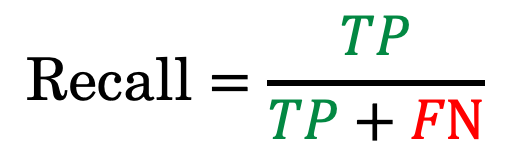 Recall = TP / TP + FN